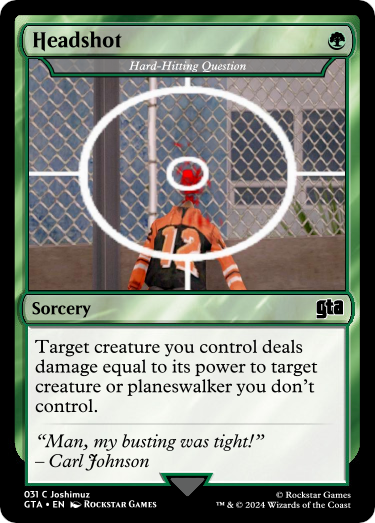 Headshot
Hard-Hitting Question
12
Sorcery
gta
Target creature you control deals
damage equal to its power to target
creature or planeswalker you don't
control.
“Man, my busting was tight!”
– Carl Johnson
031 C Joshimuz
GTA • EN Rockstar Games
© Rockstar Games
™ & © 2024 Wizards of the Coast